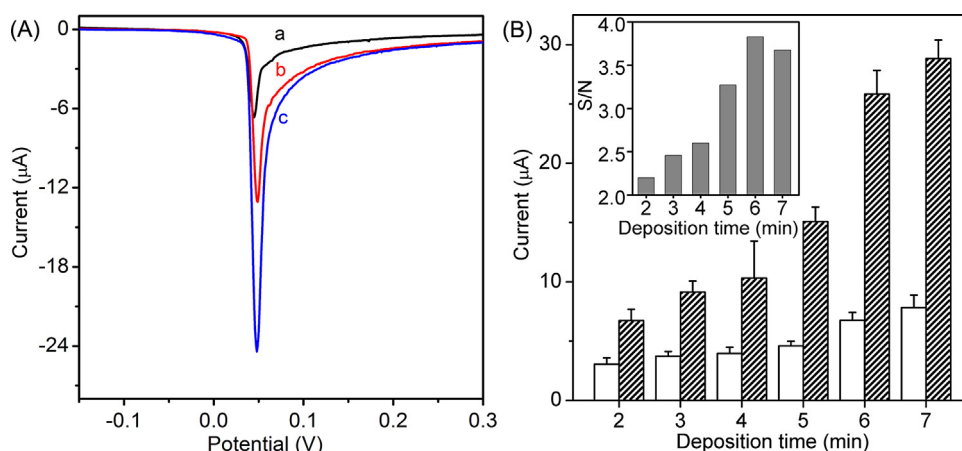 (A)
0
-6
-12
-18
-24
Current (μA)
a
b
c
-0.1
0.0
0.1
0.2
0.3
Potential (V)
(B)
30
20
10
0
Current (μA)
4.0
3.5
3.0
2.5
2.0
S/N
2 3 4 5 6 7
Deposition time (min)
2 3 4 5 6 7
Deposition time (min)